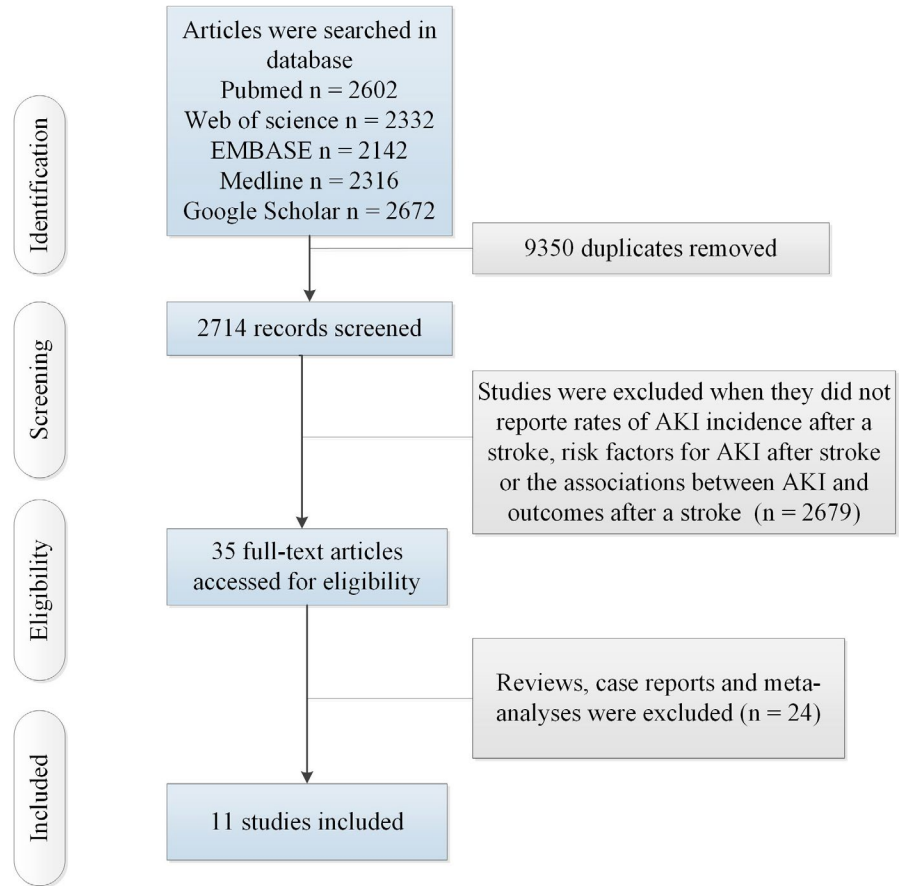 Articles were searched in
database
Pubmed n = 2602
Web of science n = 2332
EMBASE n = 2142
Medline n = 2316
Google Scholar n = 2672
Identification
9350 duplicates removed
2714 records screened
Screening
Studies were excluded when they did not
reporte rates of AKI incidence after a
stroke, risk factors for AKI after stroke
or the associations between AKI and
outcomes after a stroke (n = 2679)
35 full-text articles
accessed for eligibility
Eligibility
Reviews, case reports and meta-
analyses were excluded (n = 24)
11 studies included
Included